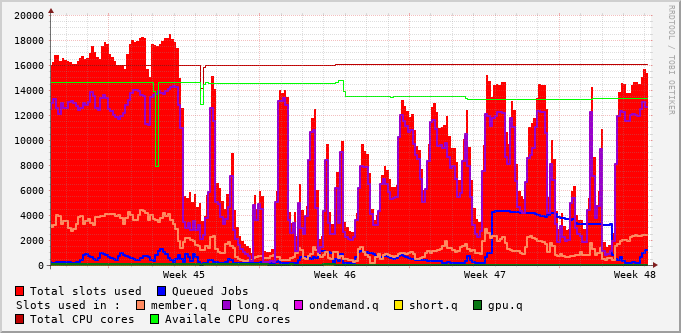 20000
18000
16000
14000
12000
10000
8000
6000
4000
2000
0
Week 45 Week 46 Week 47 Week 48
RRDTOOL / TOBI OETIKER
Total slots used Queued Jobs
Slots used in : member.q long.q ondemand.q short.q gpu.q
Total CPU cores Availale CPU cores